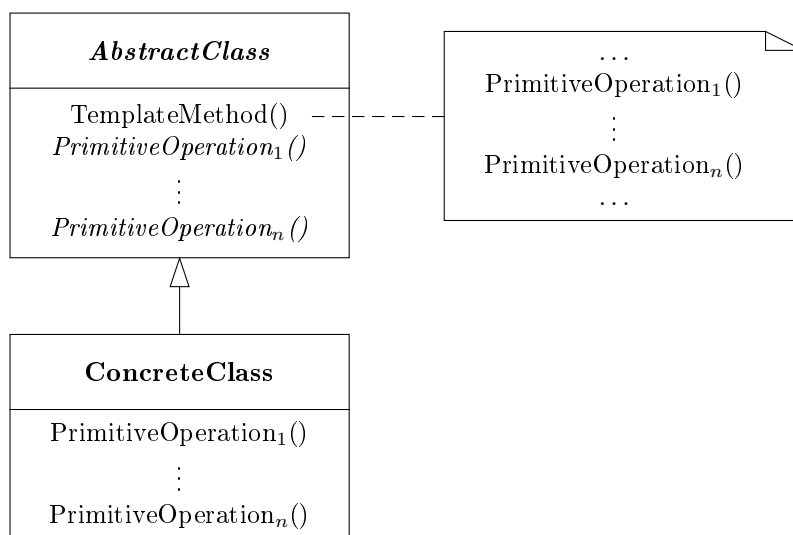 AbstractClass
TemplateMethod()
PrimitiveOperation₁()
⋮
PrimitiveOperationₙ()
...
PrimitiveOperation₁()
⋮
PrimitiveOperationₙ()
...
ConcreteClass
PrimitiveOperation₁()
⋮
PrimitiveOperationₙ()